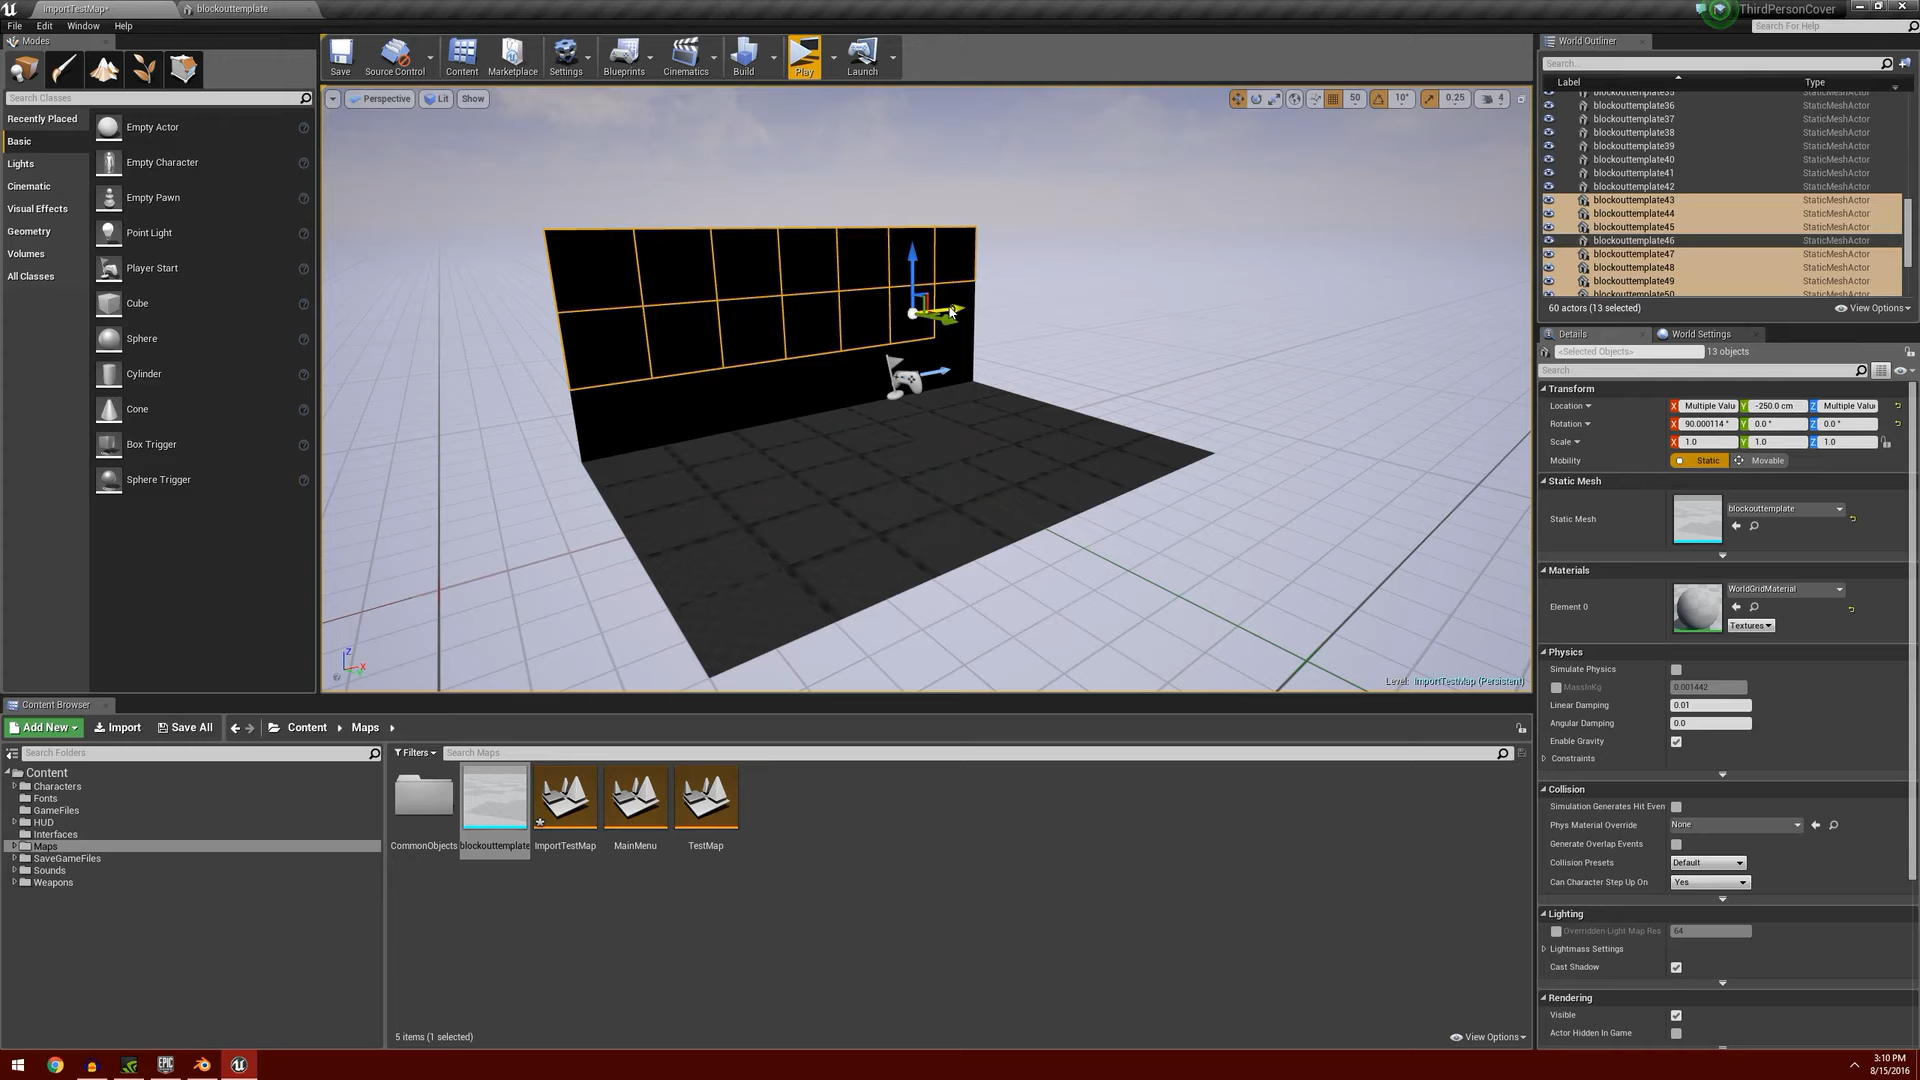 ImportTestMap*
blockouttemplate
ThirdPersonCover
File
Edit
Window
Help
Search For Help
Modes
Search Classes
Recently Placed
Basic
Lights
Cinematic
Visual Effects
Geometry
Volumes
All Classes
Empty Actor
Empty Character
Empty Pawn
Point Light
Player Start
Cube
Sphere
Cylinder
Cone
Box Trigger
Sphere Trigger
Save
Source Control
Content
Marketplace
Settings
Blueprints
Cinematics
Build
Play
Launch
Perspective
Lit
Show
50
10°
0.25
4
Z
X
Y
Level: ImportTestMap (Persistent)
World Outliner
Search...
Label
Type
blockouttemplate35 StaticMeshActor
blockouttemplate36 StaticMeshActor
blockouttemplate37 StaticMeshActor
blockouttemplate38 StaticMeshActor
blockouttemplate39 StaticMeshActor
blockouttemplate40 StaticMeshActor
blockouttemplate41 StaticMeshActor
blockouttemplate42 StaticMeshActor
blockouttemplate43 StaticMeshActor
blockouttemplate44 StaticMeshActor
blockouttemplate45 StaticMeshActor
blockouttemplate46 StaticMeshActor
blockouttemplate47 StaticMeshActor
blockouttemplate48 StaticMeshActor
blockouttemplate49 StaticMeshActor
blockouttemplate50 StaticMeshActor
60 actors (13 selected)
View Options
Details
World Settings
<Selected Objects>
13 objects
Search
Transform
Location X Multiple Valu Y -250.0 cm Z Multiple Valu
Rotation X 90.000114 ° Y 0.0 ° Z 0.0 °
Scale X 1.0 Y 1.0 Z 1.0
Mobility Static Movable
Static Mesh
Static Mesh
blockouttemplate
Materials
Element 0
WorldGridMaterial
Textures
Physics
Simulate Physics
MassInKg 0.001442
Linear Damping 0.01
Angular Damping 0.0
Enable Gravity
Constraints
Collision
Simulation Generates Hit Even
Phys Material Override None
Generate Overlap Events
Collision Presets Default
Can Character Step Up On Yes
Lighting
Overridden Light Map Res 64
Lightmass Settings
Cast Shadow
Rendering
Visible
Actor Hidden In Game
Content Browser
Add New
Import
Save All
Content
Maps
Search Folders
Content
Characters
Fonts
GameFiles
HUD
Interfaces
Maps
SaveGameFiles
Sounds
Weapons
Filters
Search Maps
CommonObjects
blockouttemplate
ImportTestMap
MainMenu
TestMap
5 items (1 selected)
View Options
EPIC
3:10 PM
8/15/2016